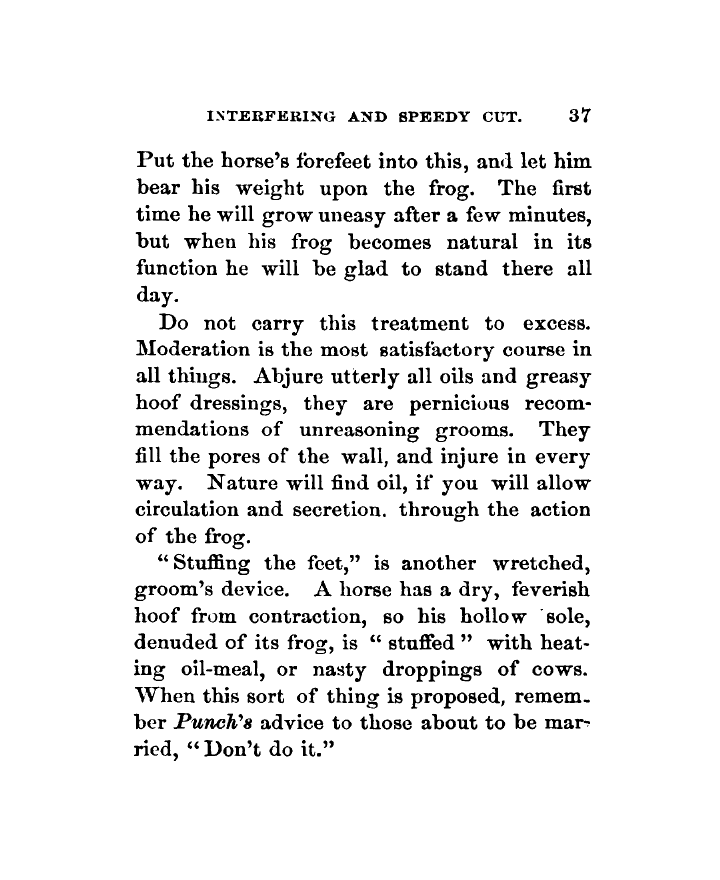 INTERFERING AND SPEEDY CUT. 37
Put the horse's forefeet into this, and let him
bear his weight upon the frog. The first
time he will grow uneasy after a few minutes,
but when his frog becomes natural in its
function he will be glad to stand there all
day.
Do not carry this treatment to excess.
Moderation is the most satisfactory course in
all things. Abjure utterly all oils and greasy
hoof dressings, they are pernicious recom-
mendations of unreasoning grooms. They
fill the pores of the wall, and injure in every
way. Nature will find oil, if you will allow
circulation and secretion. through the action
of the frog.
"Stuffing the feet," is another wretched,
groom's device. A horse has a dry, feverish
hoof from contraction, so his hollow sole,
denuded of its frog, is " stuffed " with heat-
ing oil-meal, or nasty droppings of cows.
When this sort of thing is proposed, remem-
ber Punch's advice to those about to be mar-
ried, "Don't do it."